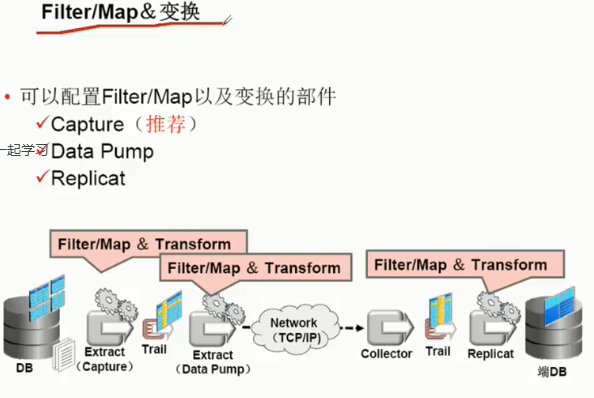 Filter/Map＆变换
• 可以配置Filter/Map以及变换的部件
✓Capture（推荐）
一起学习
✓Data Pump
✓Replicat
Filter/Map ＆ Transform
Filter/Map ＆ Transform
Filter/Map ＆ Transform
DB
Extract
（Capture）
Trail
Extract
（Data Pump）
Network
（TCP/IP）
Collector
Trail
Replicat
端DB